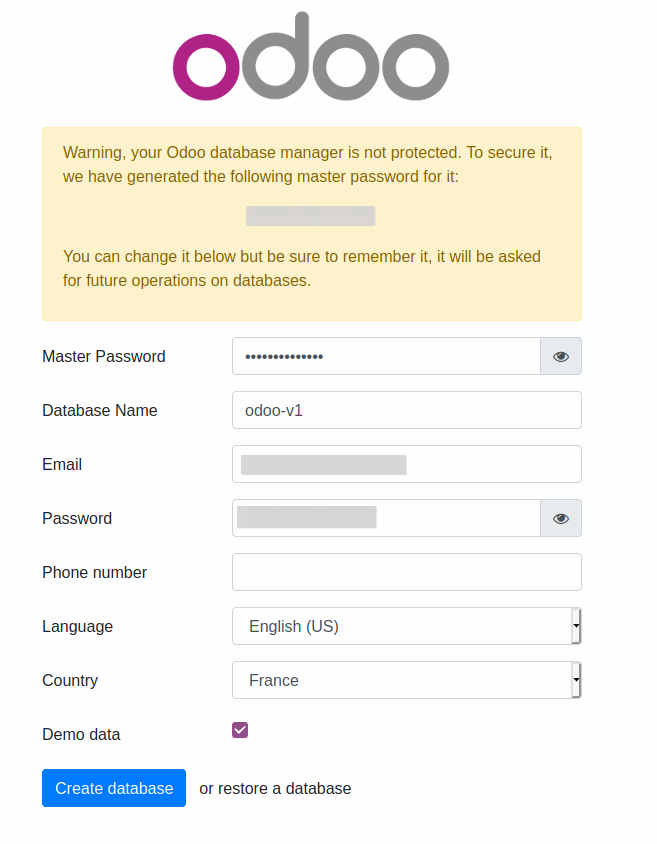 odoo
Warning, your Odoo database manager is not protected. To secure it,
we have generated the following master password for it:
You can change it below but be sure to remember it, it will be asked
for future operations on databases.
Master Password
••••••••••••••
Database Name
odoo-v1
Email
Password
Phone number
Language
English (US)
Country
France
Demo data
Create database or restore a database